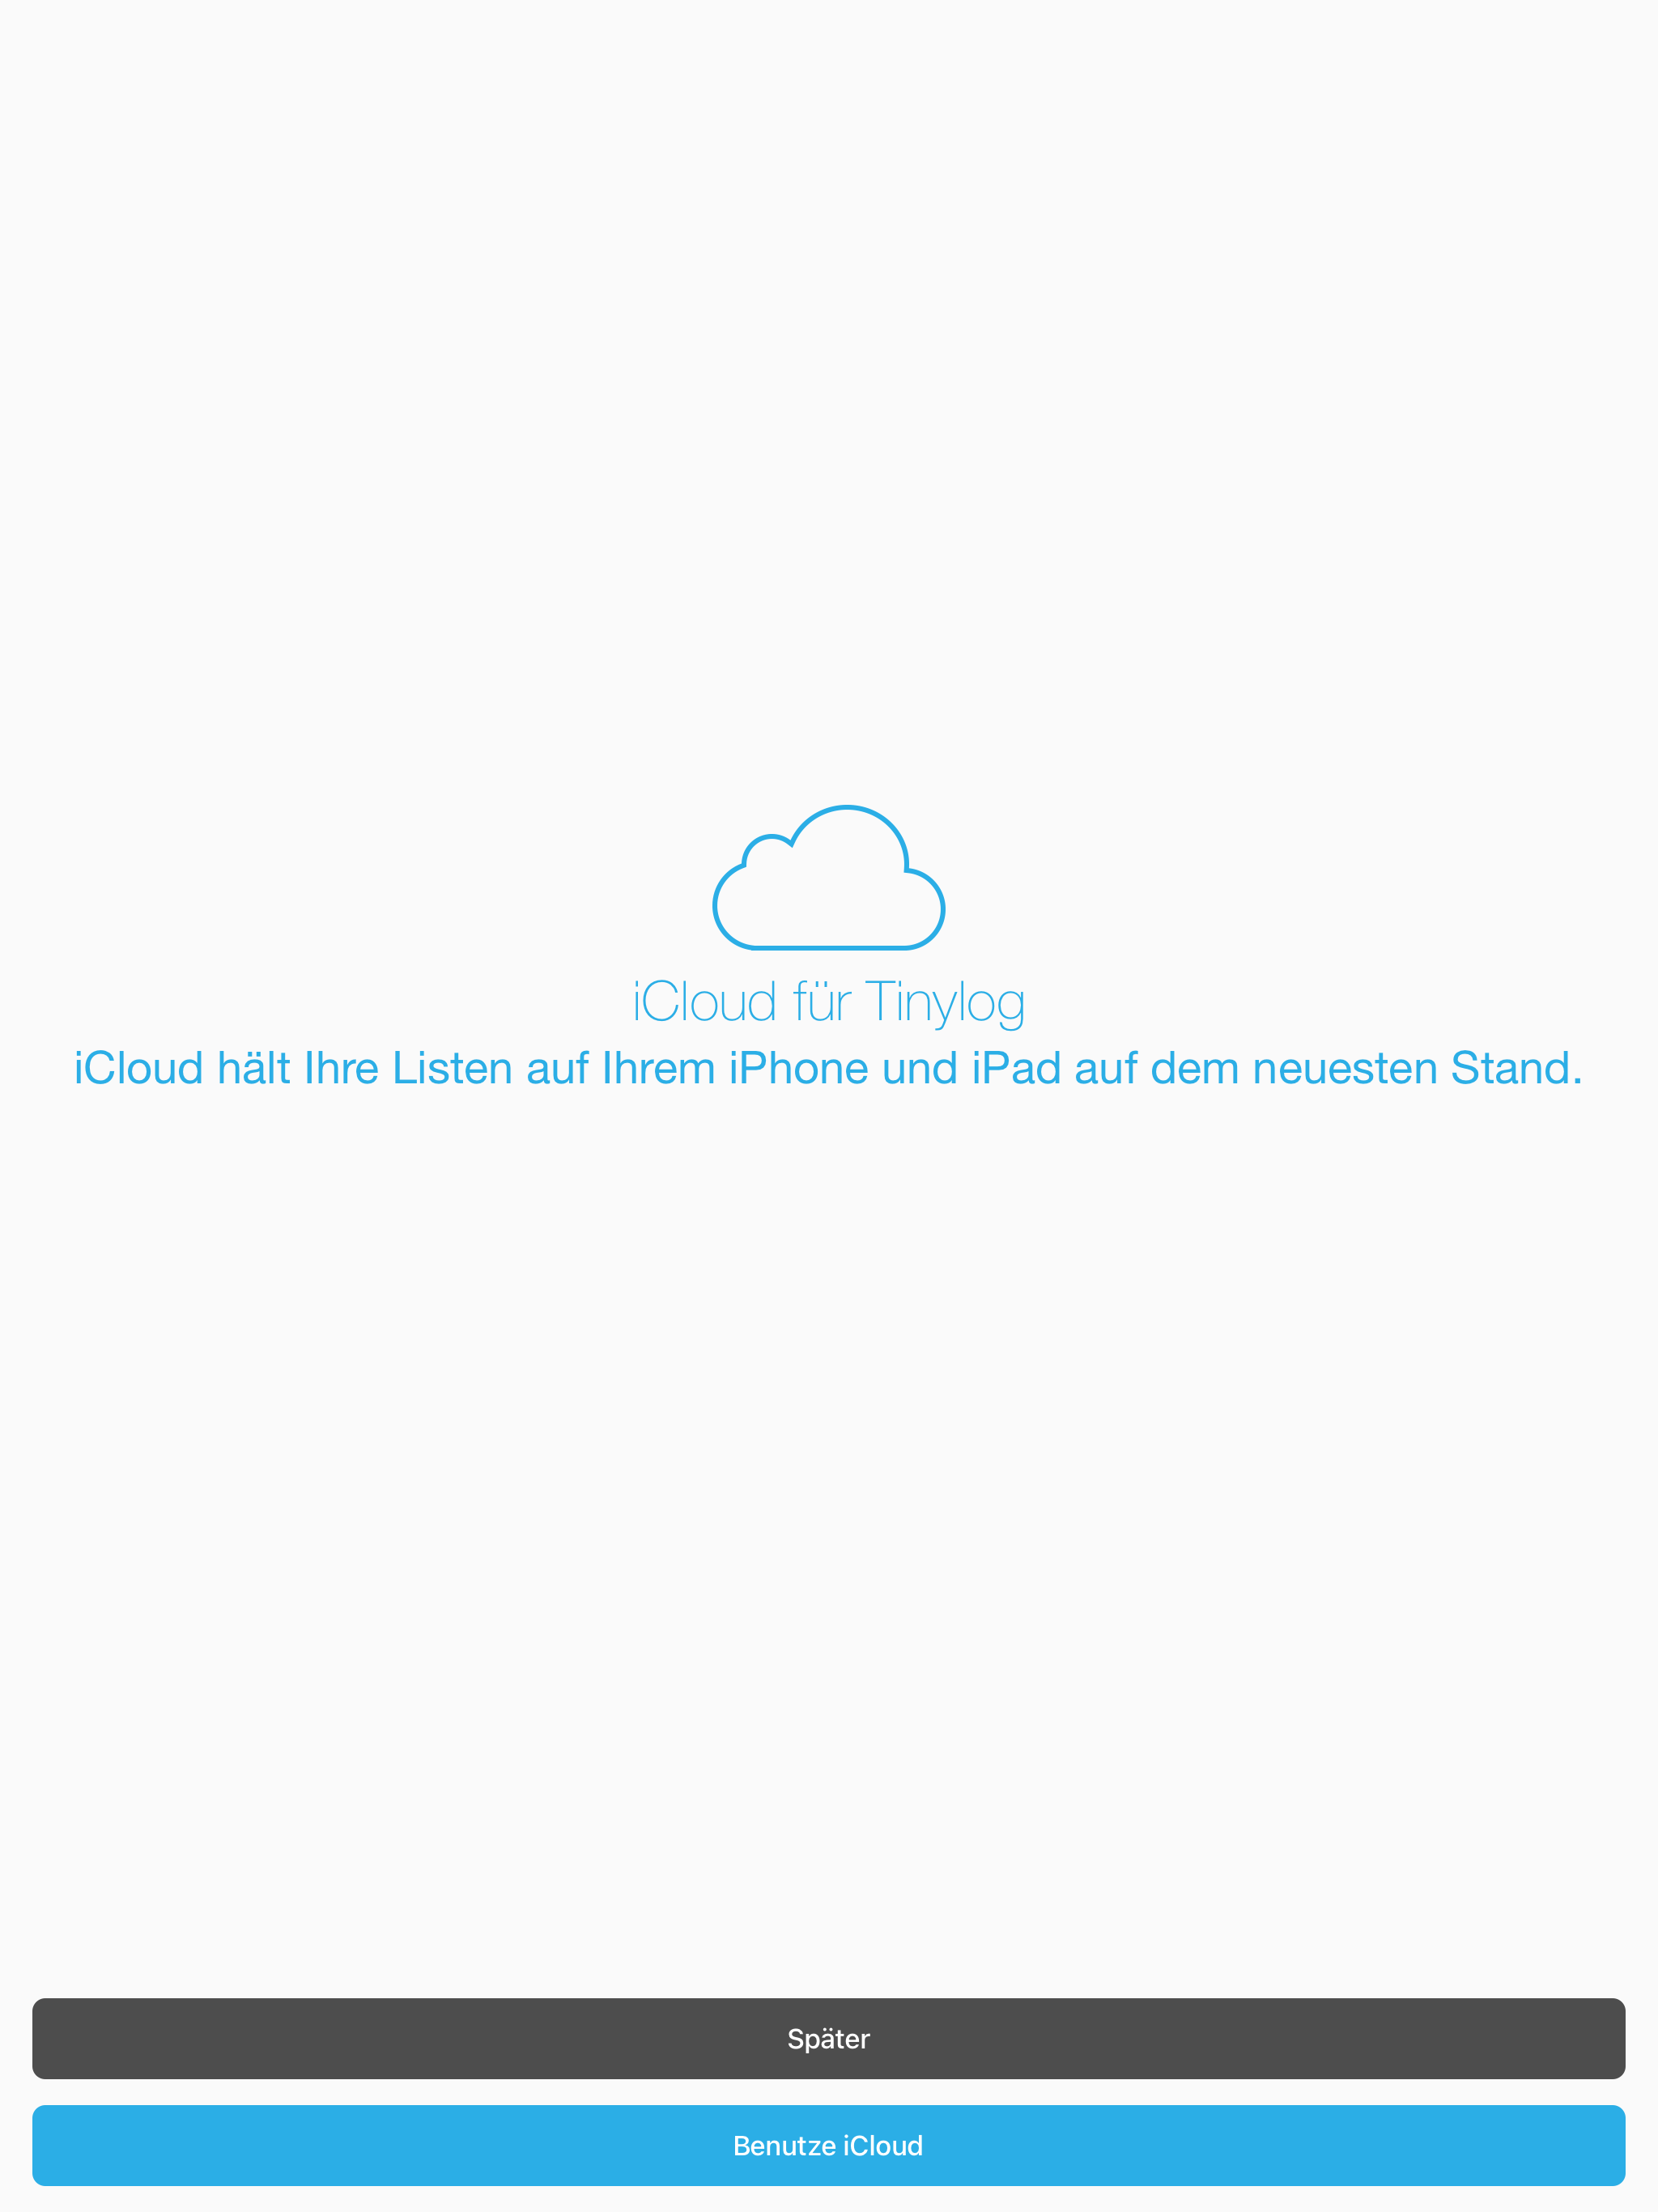 iCloud für Tinylog
iCloud hält Ihre Listen auf Ihrem iPhone und iPad auf dem neuesten Stand.
Später
Benutze iCloud